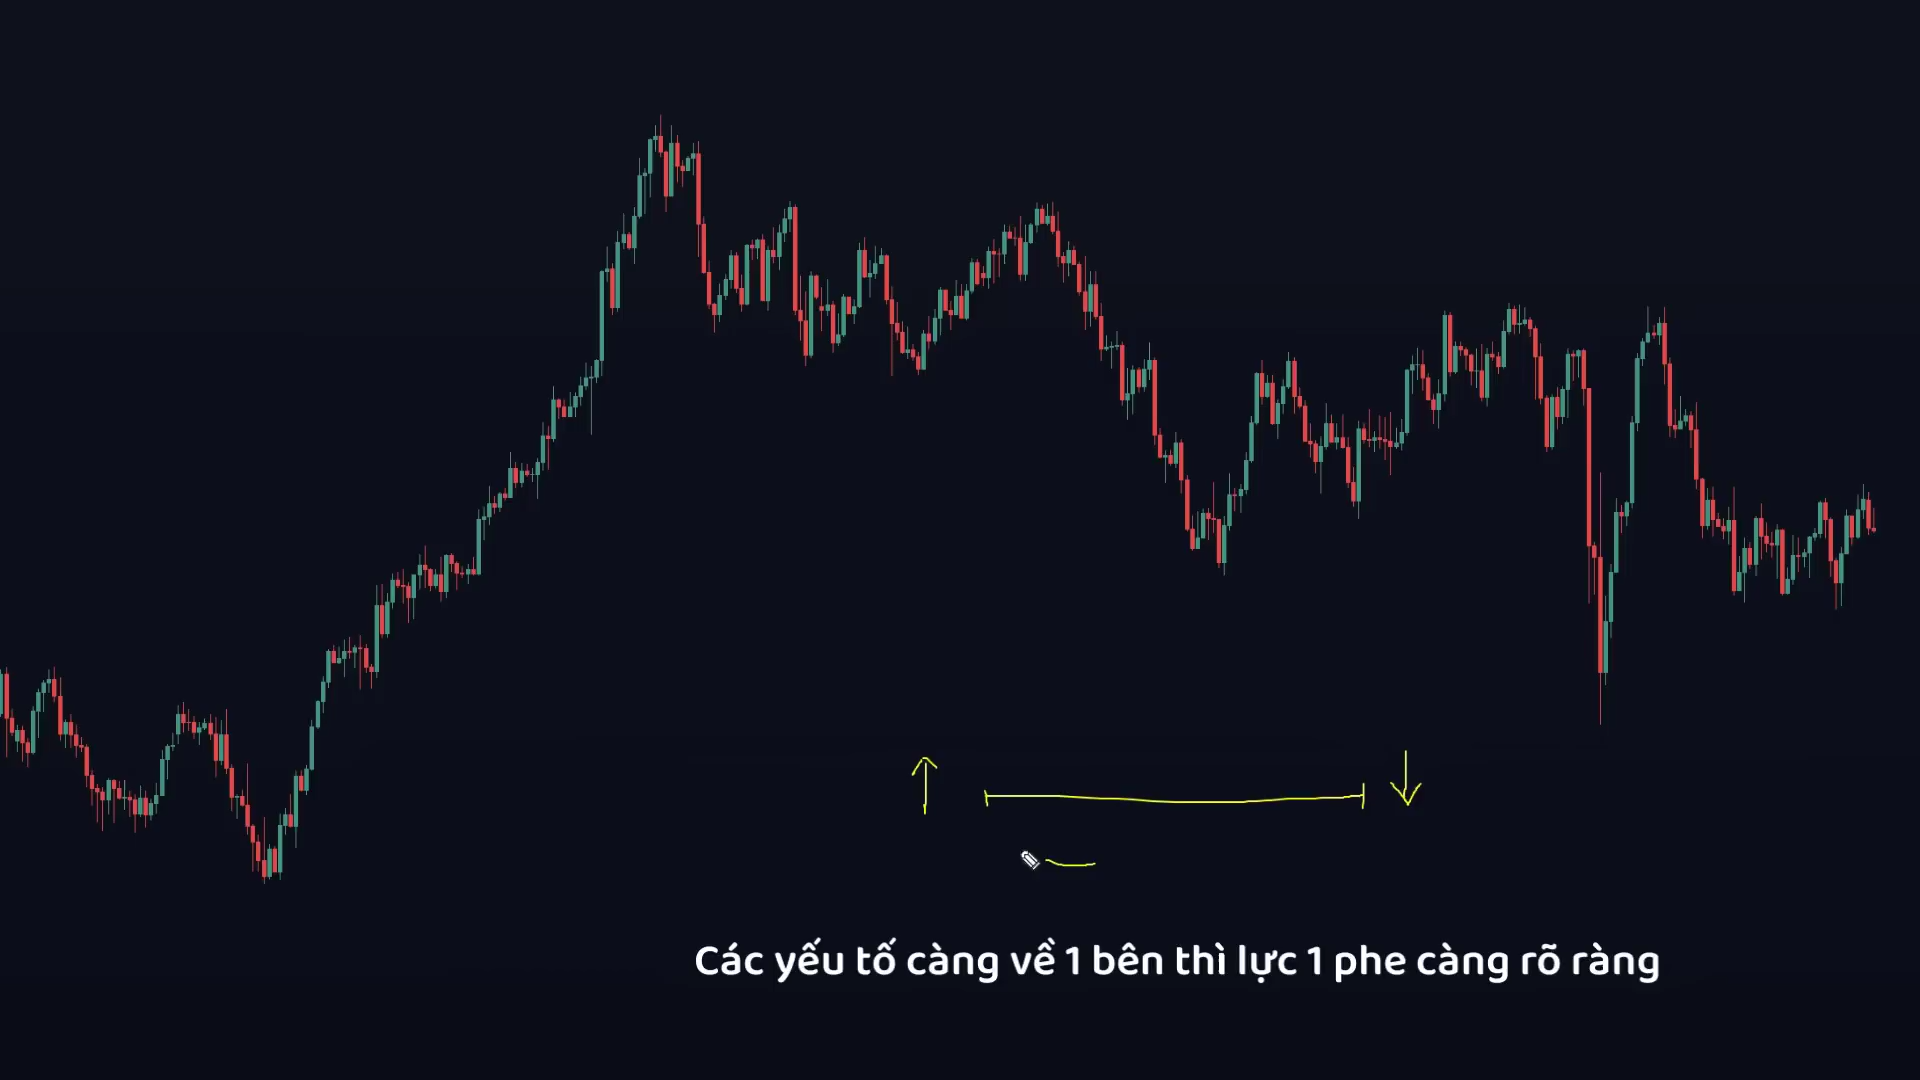 Các yếu tố càng về 1 bên thì lực 1 phe càng rõ ràng